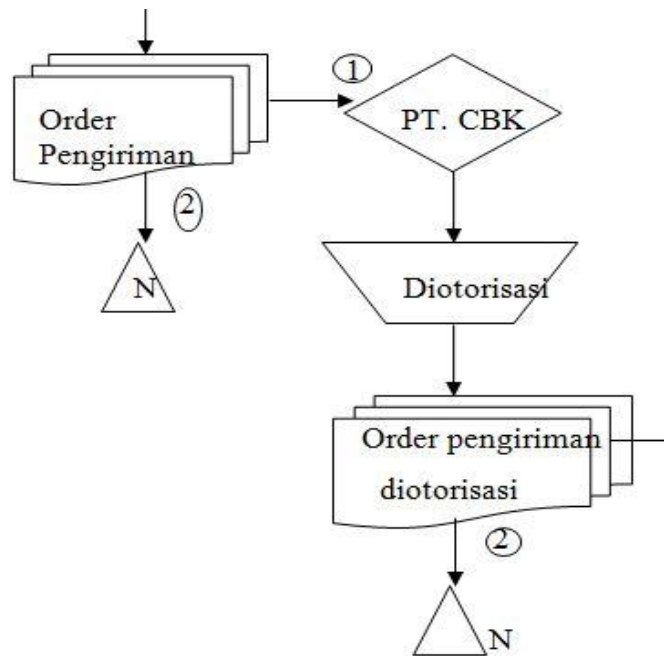 Order
Pengiriman
1
PT. CBK
2
N
Diotorisasi
Order pengiriman
diotorisasi
2
N